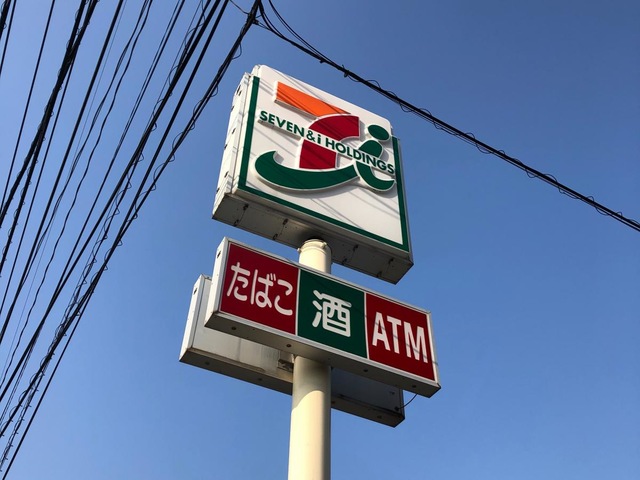 SEVEN & i HOLDINGS
たばこ
酒
ATM